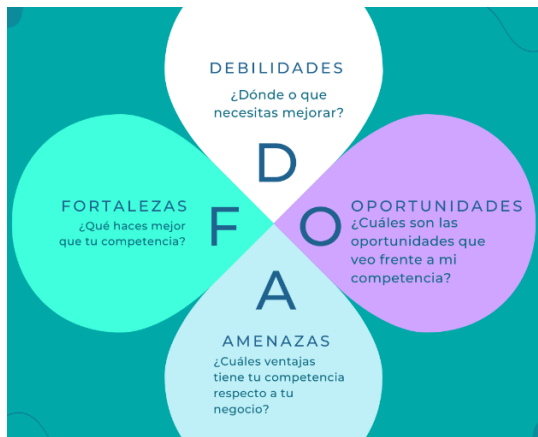 DEBILIDADES
¿Dónde o que
necesitas mejorar?
D
FORTALEZAS
¿Qué haces mejor
que tu competencia?
F
O
OPORTUNIDADES
¿Cuáles son las
oportunidades que
veo frente a mi
competencia?
A
AMENAZAS
¿Cuáles ventajas
tiene tu competencia
respecto a tu
negocio?